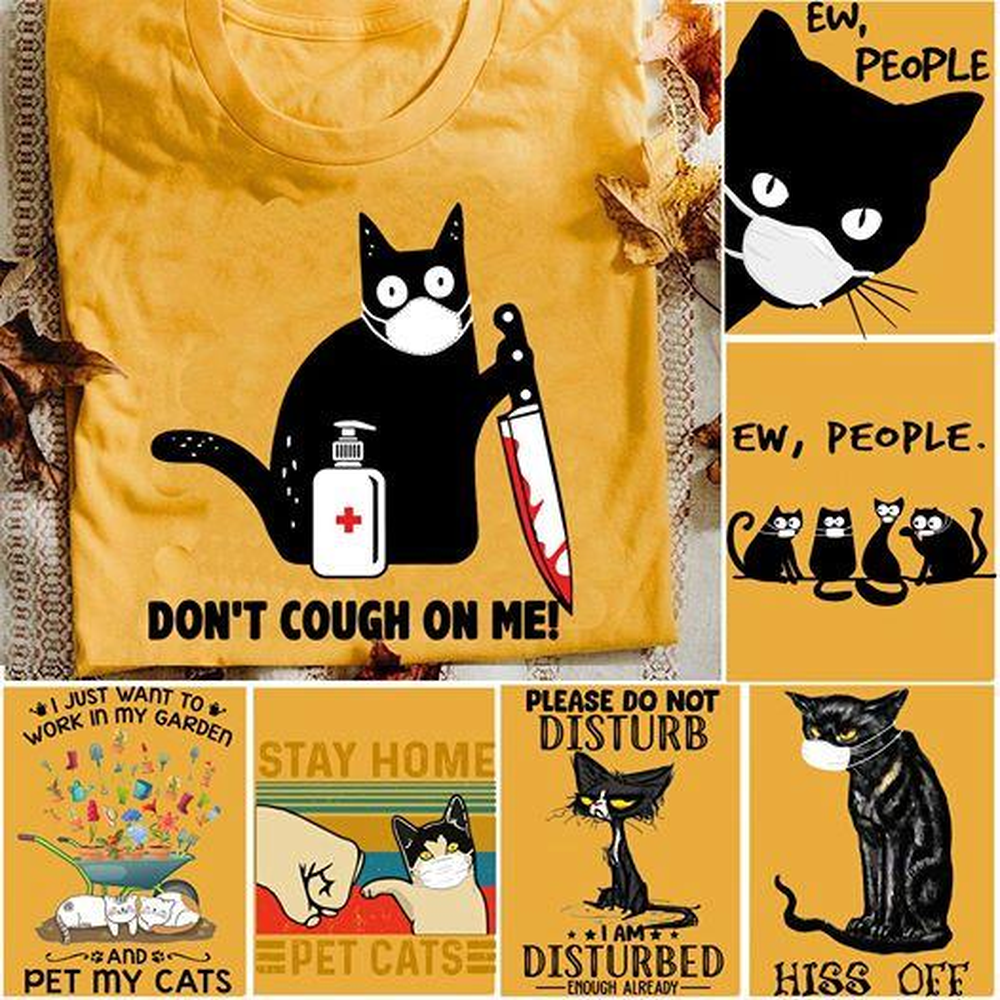 DON'T COUGH ON ME!
EW,
PEOPLE
EW, PEOPLE.
I JUST WANT TO
WORK IN MY GARDEN
AND
PET MY CATS
STAY HOME
PET CATS
PLEASE DO NOT
DISTURB
I AM
DISTURBED
ENOUGH ALREADY
HISS OFF